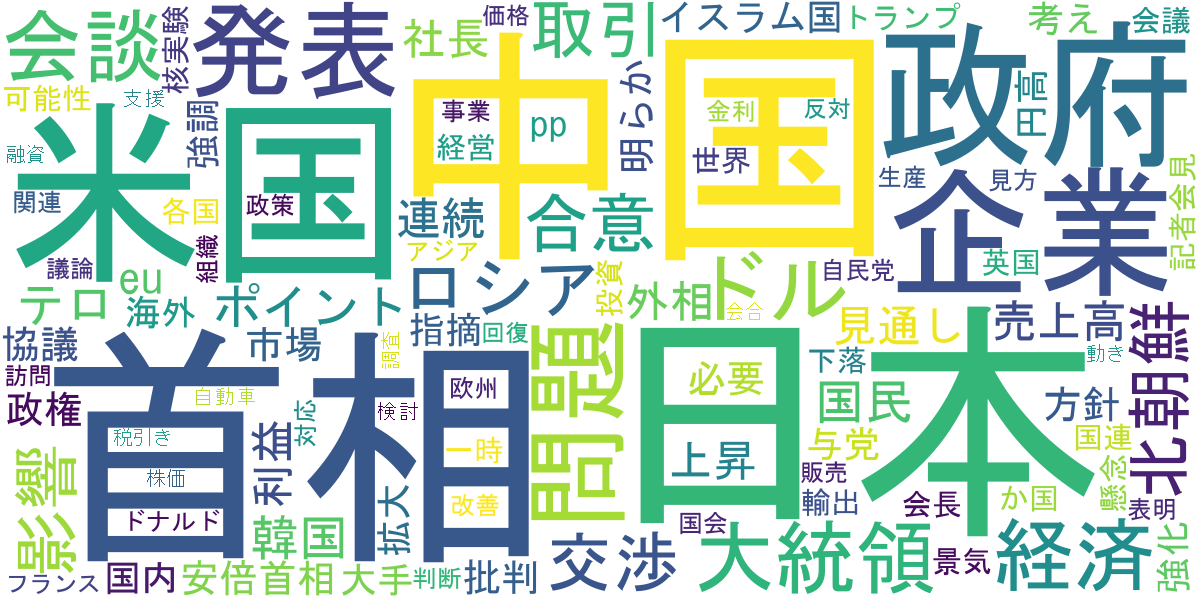 会談
核実験
発表
価格
社長
取引
イスラム国
トランプ
考え
会議
可能性
支援
強調
事業
経営
pp
明らか
金利
反対
円高
政府
中国
米国
融資
関連
各国
政策
連続
合意
世界
生産
見方
企業
記者会見
議論
組織
アジア
ロシア
投資
自民党
英国
テロ
eu
海外
ポイント
外相
ドル
会合
見通し
売上高
北朝鮮
協議
市場
指摘
回復
問題
下落
動き
訪問
首相
調査
日本
必要
政権
自動車
対応
検討
欧州
国民
方針
税引き
利益
一時
上昇
与党
国連
影響
株価
改善
販売
輸出
懸念
か国
ドナルド
拡大
国会
会長
表明
韓国
交渉
大統領
景気
経済
強化
フランス
国内
安倍首相
大手
判断
批判